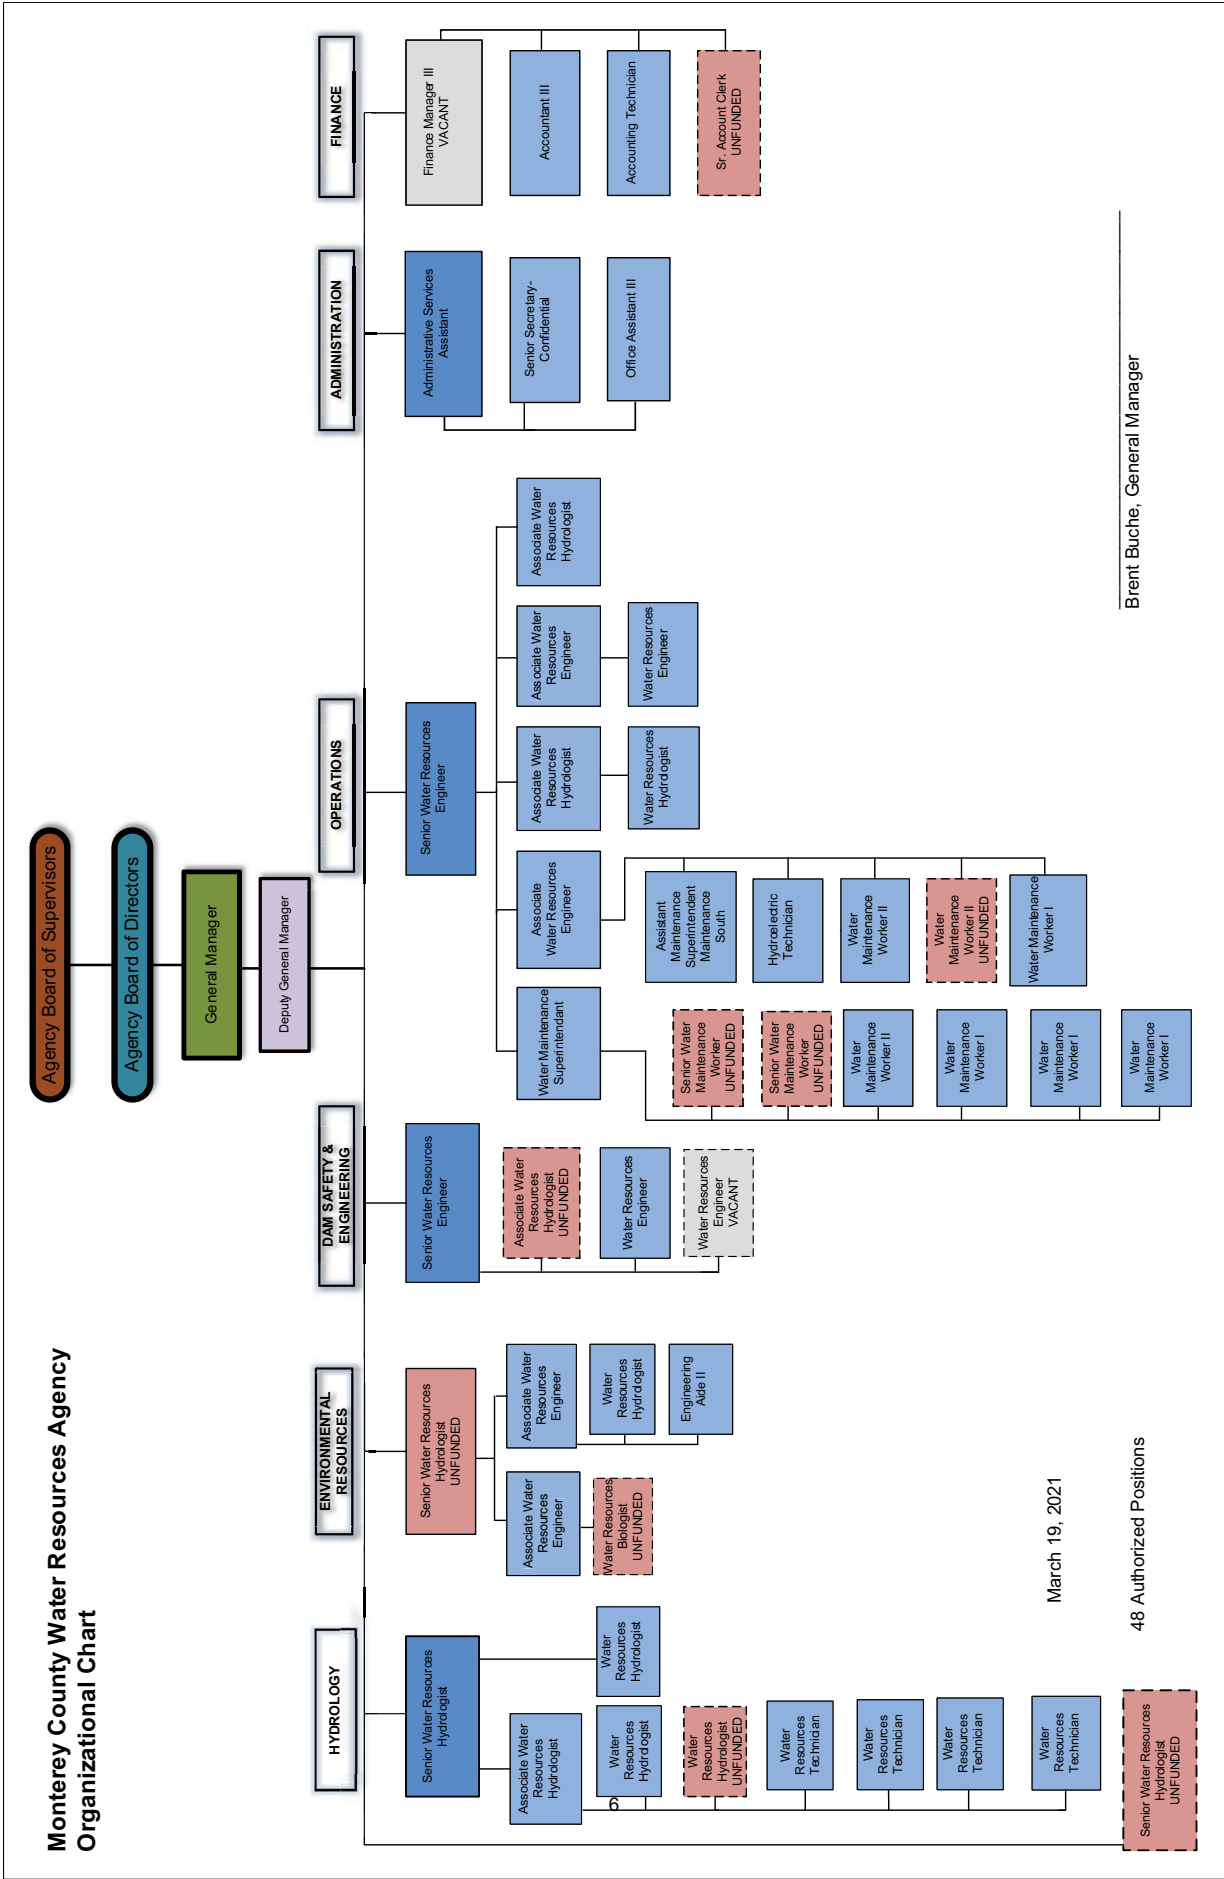 Monterey County Water Resources Agency
Organizational Chart
Agency Board of Supervisors
Agency Board of Directors
General Manager
Deputy General Manager
HYDROLOGY
Senior Water Resources
Hydrologist
Associate Water
Resources
Hydrologist
Water
Resources
Hydrologist
Water
Resources
Hydrologist
UNFUNDED
Water
Resources
Technician
Water
Resources
Technician
Water
Resources
Technician
Water
Resources
Technician
Water
Resources
Hydrologist
Senior Water Resources
Hydrologist
UNFUNDED
ENVIRONMENTAL
RESOURCES
Senior Water Resources
Hydrologist
UNFUNDED
Associate Water
Resources
Engineer
Water Resources
Biologist
UNFUNDED
Associate Water
Resources
Engineer
Water
Resources
Hydrologist
Engineering
Aide II
DAM SAFETY &
ENGINEERING
Senior Water Resources
Engineer
Associate Water
Resources
Hydrologist
UNFUNDED
Water Resources
Engineer
Water Resources
Engineer
VACANT
OPERATIONS
Senior Water Resources
Engineer
Water Maintenance
Superintendant
Senior Water
Maintenance
Worker
UNFUNDED
Senior Water
Maintenance
Worker
UNFUNDED
Water
Maintenance
Worker II
Water
Maintenance
Worker I
Water
Maintenance
Worker I
Water
Maintenance
Worker I
Associate
Water Resources
Engineer
Assistant
Maintenance
Superintendent
Maintenance
South
Hydroelectric
Technician
Water
Maintenance
Worker II
Water
Maintenance
Worker II
UNFUNDED
Water Maintenance
Worker I
Associate Water
Resources
Hydrologist
Water Resources
Hydrologist
Associate Water
Resources
Engineer
Water Resources
Engineer
Associate Water
Resources
Hydrologist
ADMINISTRATION
Administrative Services
Assistant
Senior Secretary-
Confidential
Office Assistant III
FINANCE
Finance Manager III
VACANT
Accountant III
Accounting Technician
Sr. Account Clerk
UNFUNDED
March 19, 2021
48 Authorized Positions
Brent Buche, General Manager
6